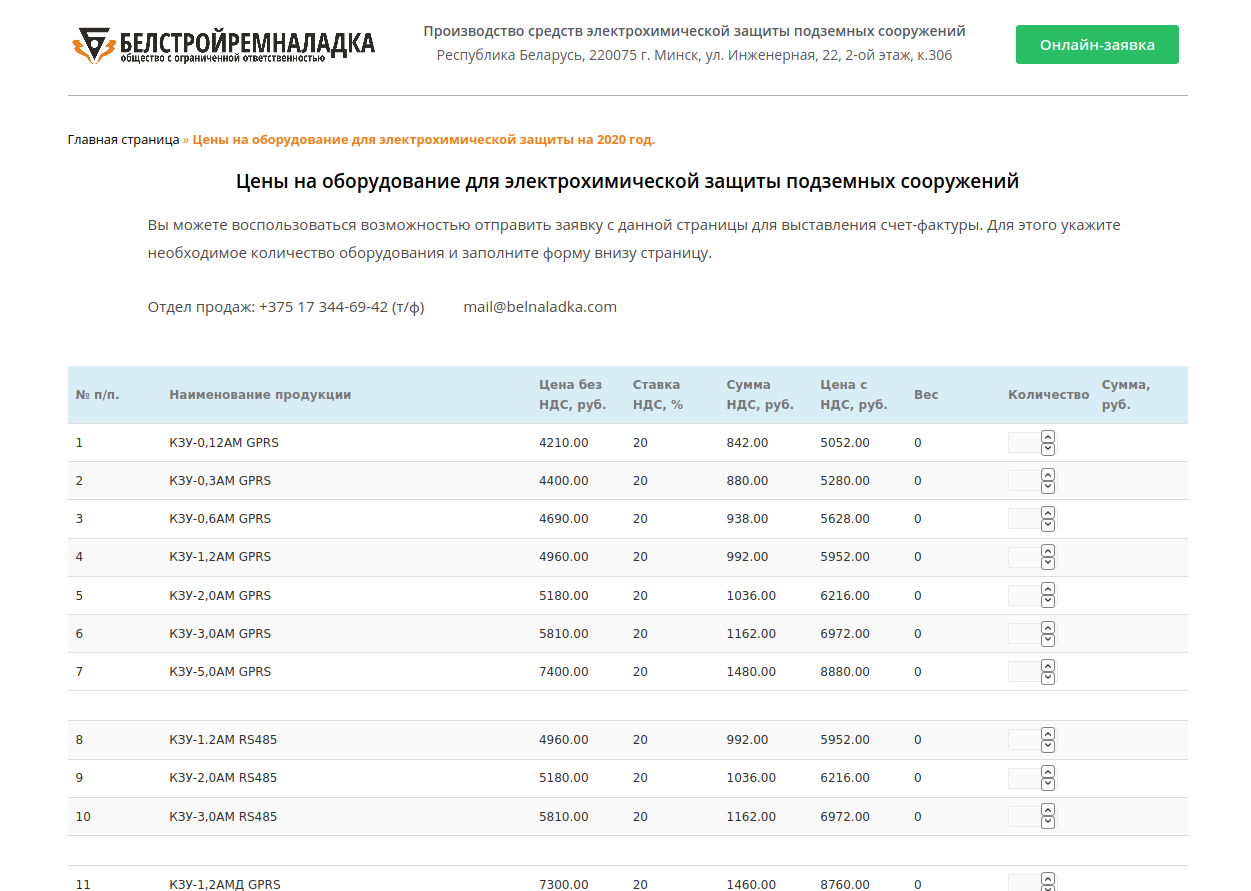 БЕЛСТРОЙРЕМНАЛАДКА
общество с ограниченной ответственностью
Производство средств электрохимической защиты подземных сооружений
Республика Беларусь, 220075 г. Минск, ул. Инженерная, 22, 2-ой этаж, к.306
Онлайн-заявка
Главная страница » Цены на оборудование для электрохимической защиты на 2020 год.
Цены на оборудование для электрохимической защиты подземных сооружений
Вы можете воспользоваться возможностью отправить заявку с данной страницы для выставления счет-фактуры. Для этого укажите
необходимое количество оборудования и заполните форму внизу страницу.
Отдел продаж: +375 17 344-69-42 (т/ф) mail@belnaladka.com
№ п/п. Наименование продукции Цена без НДС, руб. Ставка НДС, % Сумма НДС, руб. Цена с НДС, руб. Вес Количество Сумма, руб.
1 КЗУ-0,12АМ GPRS 4210.00 20 842.00 5052.00 0
2 КЗУ-0,3АМ GPRS 4400.00 20 880.00 5280.00 0
3 КЗУ-0,6АМ GPRS 4690.00 20 938.00 5628.00 0
4 КЗУ-1,2АМ GPRS 4960.00 20 992.00 5952.00 0
5 КЗУ-2,0АМ GPRS 5180.00 20 1036.00 6216.00 0
6 КЗУ-3,0АМ GPRS 5810.00 20 1162.00 6972.00 0
7 КЗУ-5,0АМ GPRS 7400.00 20 1480.00 8880.00 0
8 КЗУ-1.2АМ RS485 4960.00 20 992.00 5952.00 0
9 КЗУ-2,0АМ RS485 5180.00 20 1036.00 6216.00 0
10 КЗУ-3,0АМ RS485 5810.00 20 1162.00 6972.00 0
11 КЗУ-1,2АМД GPRS 7300.00 20 1460.00 8760.00 0